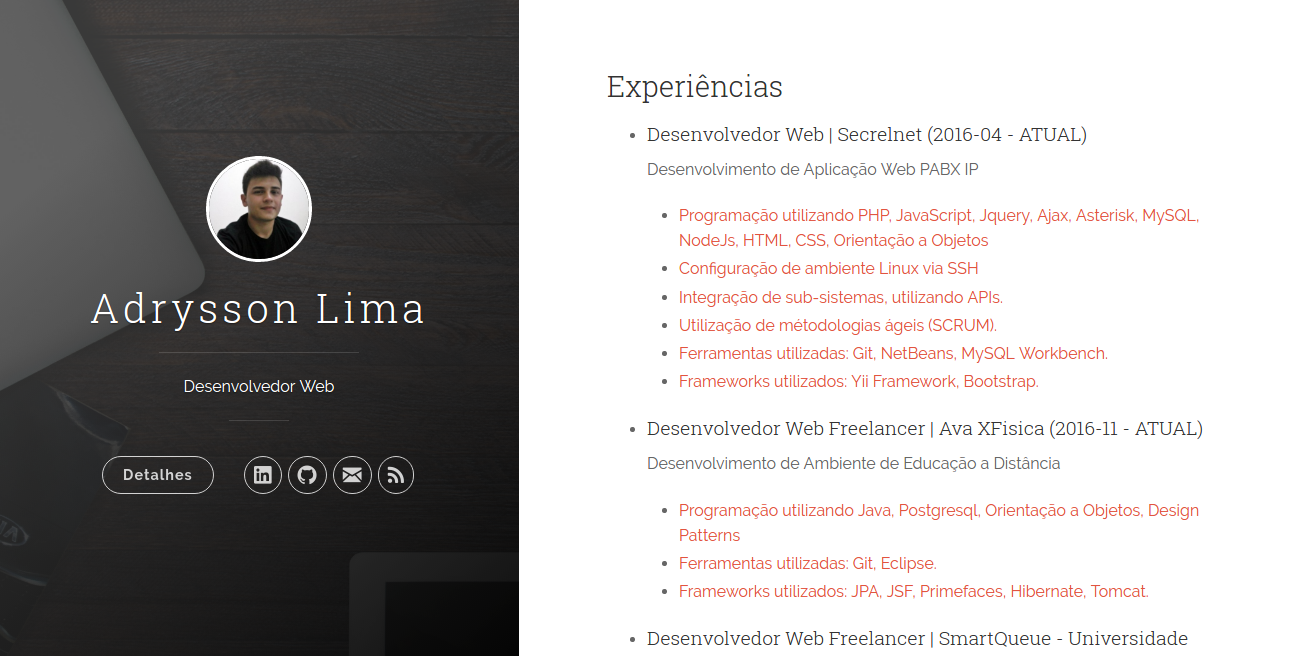 Adrysson Lima
Desenvolvedor Web
Detalhes
Experiências
Desenvolvedor Web | Secrelnet (2016-04 - ATUAL)
Desenvolvimento de Aplicação Web PABX IP
Programação utilizando PHP, JavaScript, Jquery, Ajax, Asterisk, MySQL,
NodeJs, HTML, CSS, Orientação a Objetos
Configuração de ambiente Linux via SSH
Integração de sub-sistemas, utilizando APIs.
Utilização de métodologias ágeis (SCRUM).
Ferramentas utilizadas: Git, NetBeans, MySQL Workbench.
Frameworks utilizados: Yii Framework, Bootstrap.
Desenvolvedor Web Freelancer | Ava XFisica (2016-11 - ATUAL)
Desenvolvimento de Ambiente de Educação a Distância
Programação utilizando Java, Postgresql, Orientação a Objetos, Design
Patterns
Ferramentas utilizadas: Git, Eclipse.
Frameworks utilizados: JPA, JSF, Primefaces, Hibernate, Tomcat.
Desenvolvedor Web Freelancer | SmartQueue - Universidade